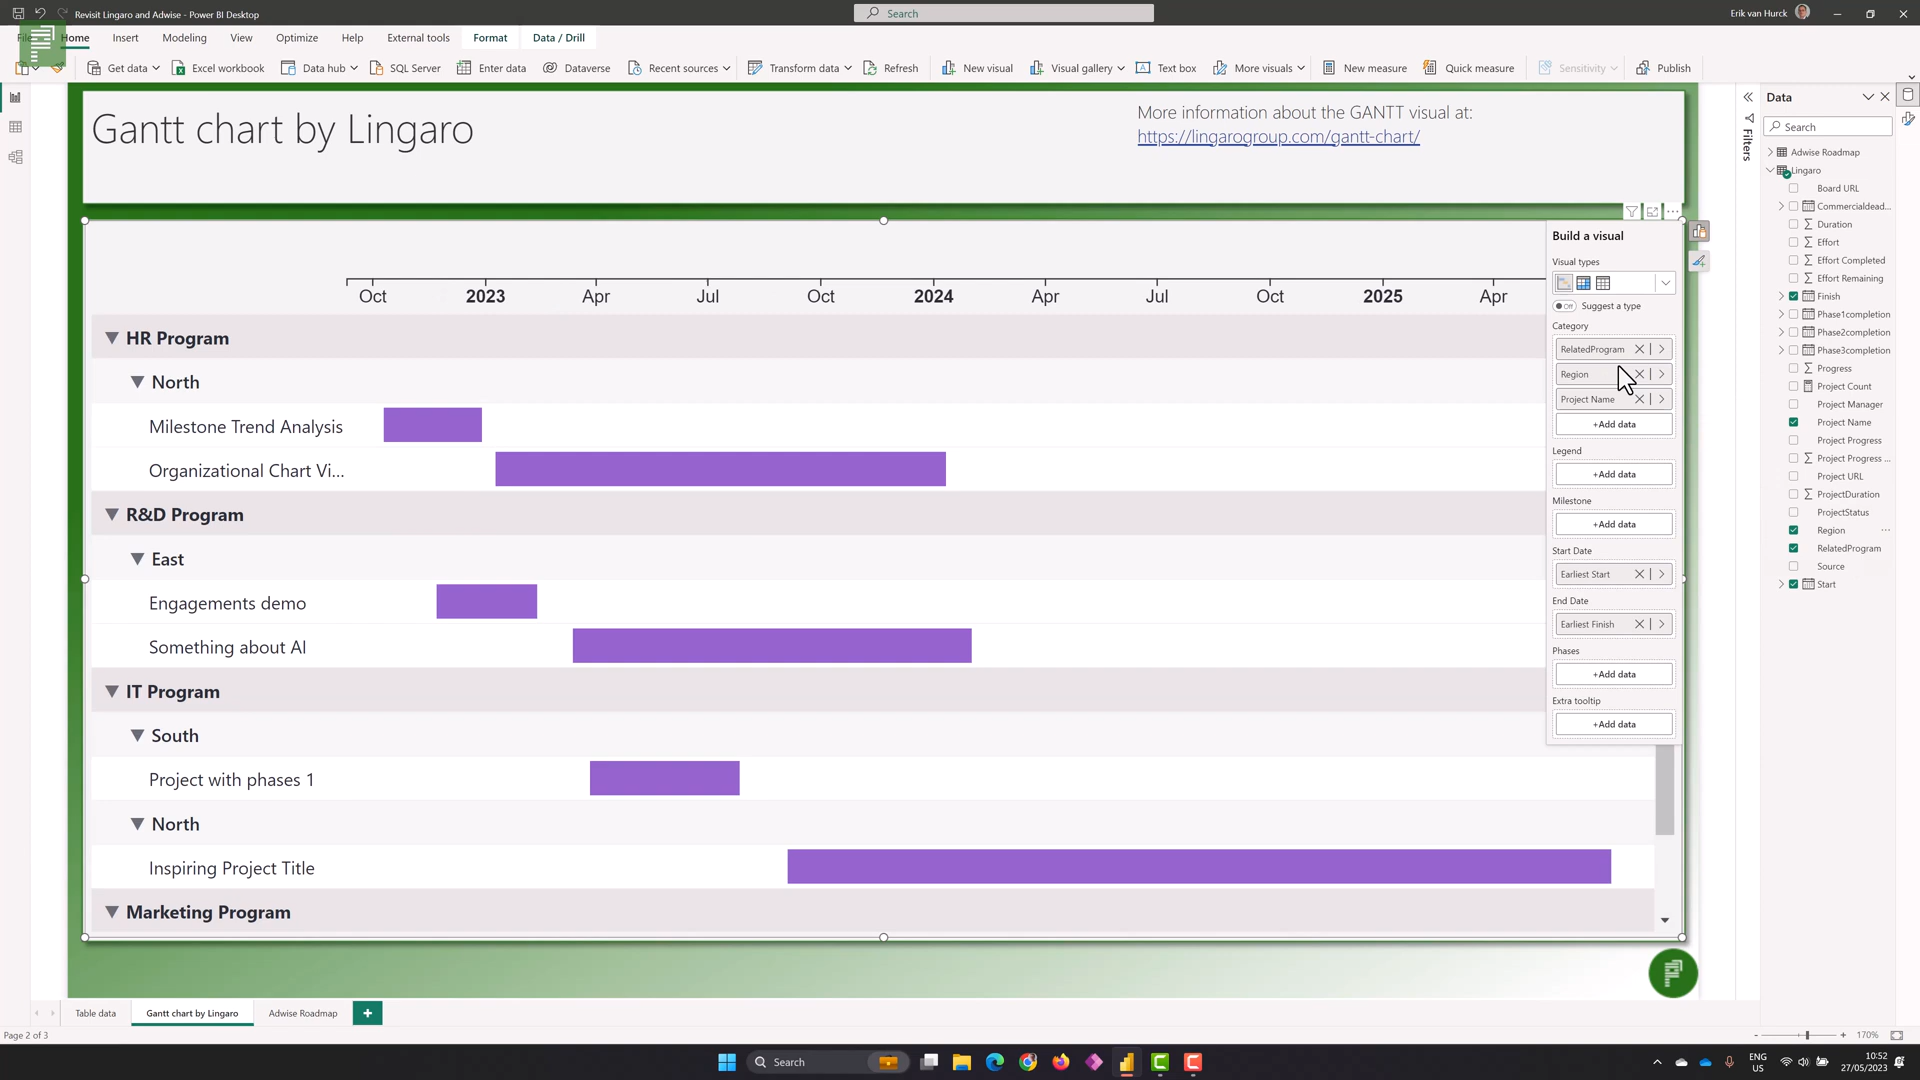 Revisit Lingaro and Adwise - Power BI Desktop
Search
Erik van Hurck
Home Insert Modeling View Optimize Help External tools Format Data / Drill
Get data Excel workbook Data hub SQL Server Enter data Dataverse Recent sources Transform data Refresh New visual Visual gallery Text box More visuals New measure Quick measure Sensitivity Publish
Gantt chart by Lingaro
More information about the GANTT visual at:
https://lingarogroup.com/gantt-chart/
Oct 2023 Apr Jul Oct 2024 Apr Jul Oct 2025 Apr
HR Program
North
Milestone Trend Analysis
Organizational Chart Vi...
R&D Program
East
Engagements demo
Something about AI
IT Program
South
Project with phases 1
North
Inspiring Project Title
Marketing Program
Build a visual
Visual types
Off Suggest a type
Category
RelatedProgram
Region
Project Name
+Add data
Legend
+Add data
Milestone
+Add data
Start Date
Earliest Start
End Date
Earliest Finish
Phases
+Add data
Extra tooltip
+Add data
Filters
Data
Search
Adwise Roadmap
Lingaro
Board URL
Commercialdead...
Duration
Effort
Effort Completed
Effort Remaining
Finish
Phase1completion
Phase2completion
Phase3completion
Progress
Project Count
Project Manager
Project Name
Project Progress
Project Progress ...
Project URL
ProjectDuration
ProjectStatus
Region
RelatedProgram
Source
Start
Table data Gantt chart by Lingaro Adwise Roadmap
Page 2 of 3
170%
Search
ENG
US
10:52
27/05/2023